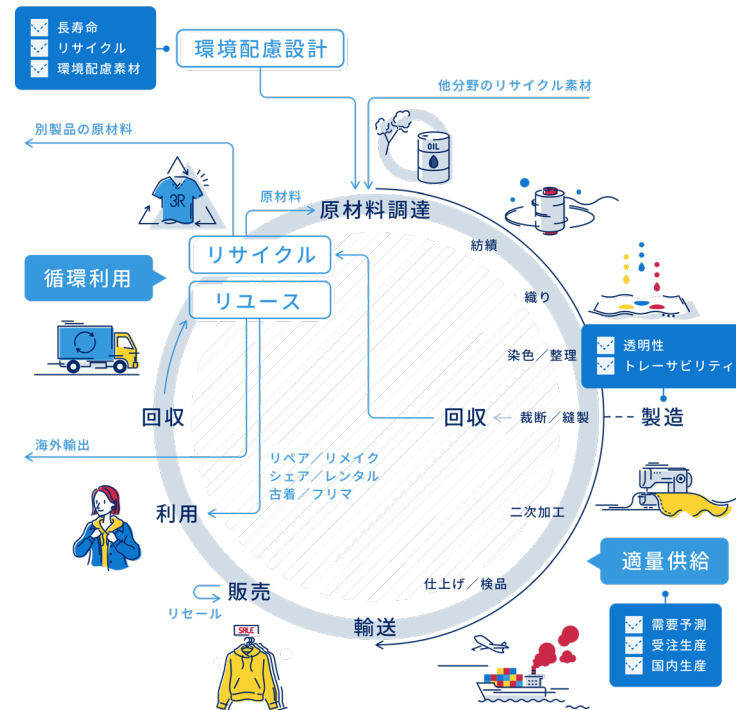 長寿命
リサイクル
環境配慮素材
環境配慮設計
他分野のリサイクル素材
OIL
別製品の原材料
3R
原材料
原材料調達
紡績
リサイクル
循環利用
リユース
織り
染色／整理
透明性
トレーサビリティ
回収
回収
裁断／縫製
製造
海外輸出
リペア／リメイク
シェア／レンタル
古着／フリマ
利用
二次加工
適量供給
仕上げ／検品
販売
リセール
輸送
SALE
需要予測
受注生産
国内生産